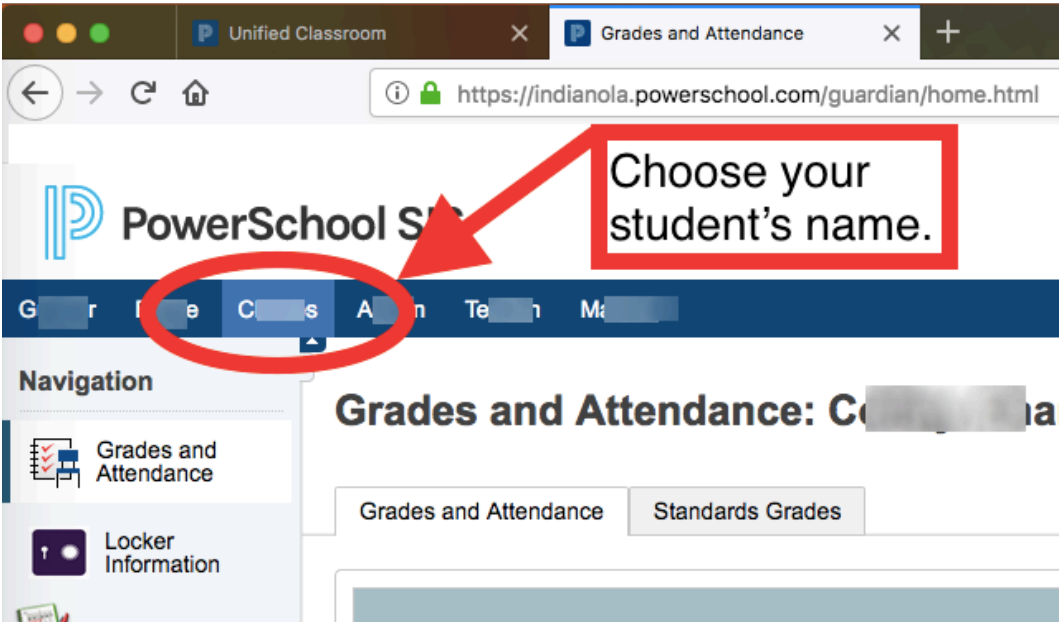 Unified Classroom
Grades and Attendance
https://indianola.powerschool.com/guardian/home.html
Choose your
student’s name.
PowerSchool
Navigation
Grades and Attendance:
Grades and
Attendance
Grades and Attendance Standards Grades
Locker
Information